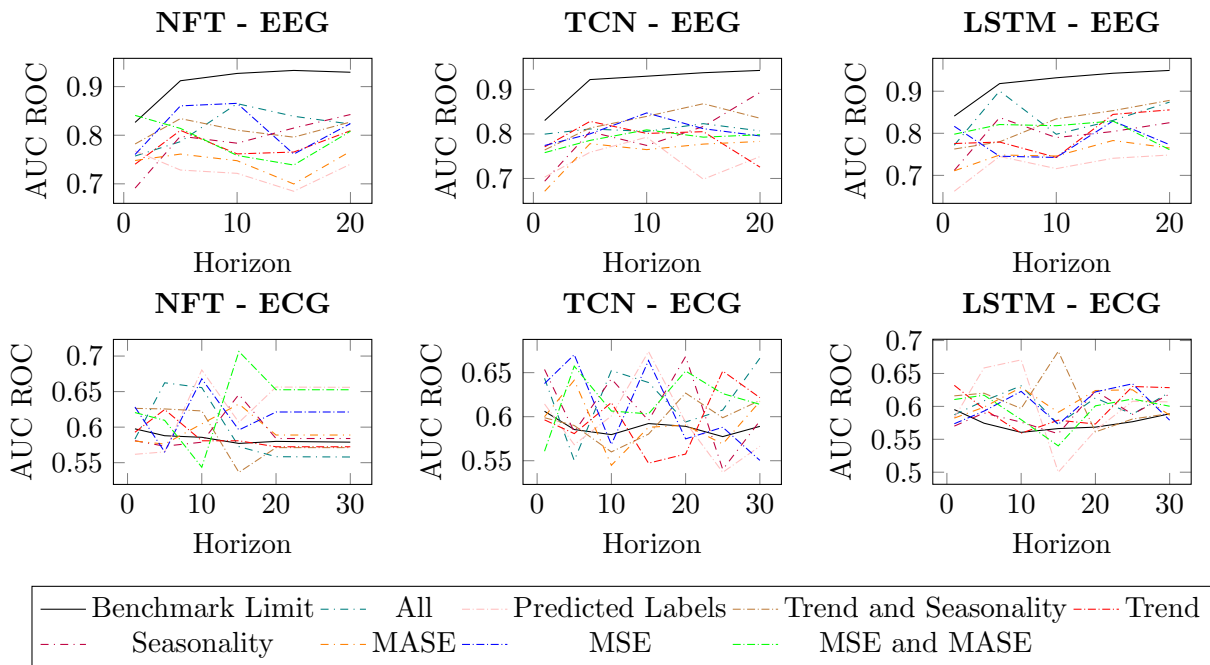 NFT - EEG
TCN - EEG
LSTM - EEG
AUC ROC
0.9
0.8
0.7
0 10 20
Horizon
AUC ROC
0.9
0.8
0.7
0 10 20
Horizon
AUC ROC
0.9
0.8
0.7
0 10 20
Horizon
NFT - ECG
TCN - ECG
LSTM - ECG
AUC ROC
0.7
0.65
0.6
0.55
0 10 20 30
Horizon
AUC ROC
0.65
0.6
0.55
0 10 20 30
Horizon
AUC ROC
0.7
0.65
0.6
0.55
0.5
0 10 20 30
Horizon
Benchmark Limit All Predicted Labels Trend and Seasonality Trend
Seasonality MASE MSE MSE and MASE